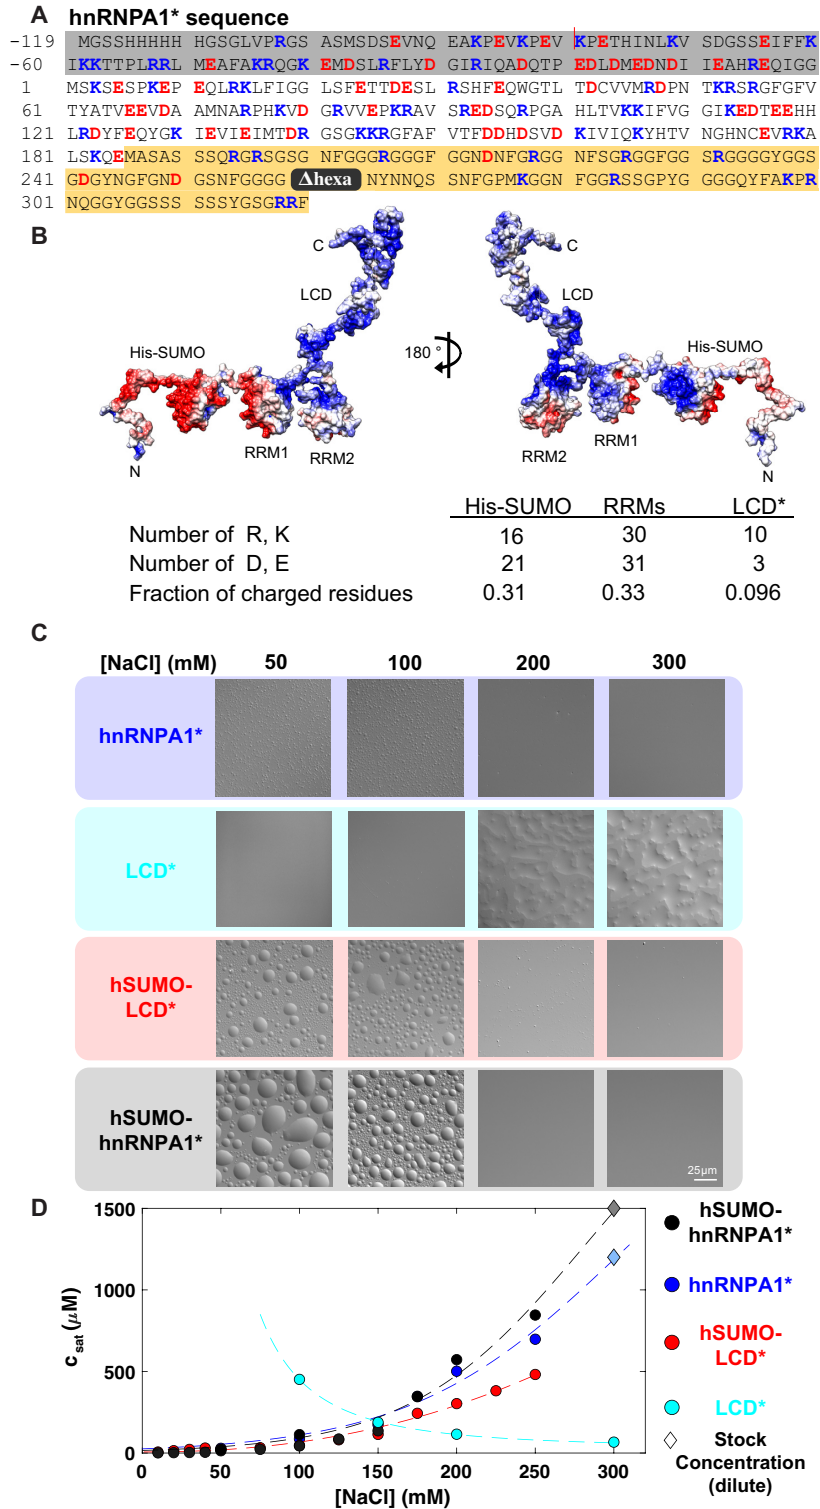 A hnRNPA1* sequence
-119 MGSSHHHHHH HGSGLVPRGS ASMSDSEVNQ EAKPEVKPEV KPETHINLKV SDGSSEIFFK
-60 IKKTTPLRRL MEAFAKRQGK EMDSLRFLYD GIRIQADQTP EDLDMEDNDI IEAHREQIGG
1 MSKSESPKEP EQLRKLFIGG LSFETTDESL RSHFEQWGTL TDCVVMRDPN TKRSRGFGFV
61 TYATVEEVDA AMNARPHKVD GRVVEPKRAV SREDSQRPGA HLTVKKIFVG GIKEDTEEHH
121 LRDYFEQYGK IEVIEIMTDR GSGKKRGFAF VTFDDHDSVD KIVIQKYHTV NGHNCEVRKA
181 LSKQEMASAS SSQRGRSGSG NFGGGRGGGF GGNDNFGRGG NFSGRGGFGG SRGGGGYGGS
241 GDGYNGFGND GSNFGGGG Δhexa NYNNQSS SNFGPMKGGN FGGRSSGPYG GGGQYFAKPR
301 NQGGYGGSSS SSSYGSGRRF
B
C
LCD
His-SUMO
N
RRM1
RRM2
180 °
C
LCD
His-SUMO
RRM2
RRM1
N
His-SUMO RRMs LCD*
Number of R, K 16 30 10
Number of D, E 21 31 3
Fraction of charged residues 0.31 0.33 0.096
C
[NaCl] (mM) 50 100 200 300
hnRNPA1*
LCD*
hSUMO-
LCD*
hSUMO-
hnRNPA1*
25µm
D
c sat (µM)
1500
1000
500
0
0 50 100 150 200 250 300
[NaCl] (mM)
hSUMO-
hnRNPA1*
hnRNPA1*
hSUMO-
LCD*
LCD*
Stock
Concentration
(dilute)